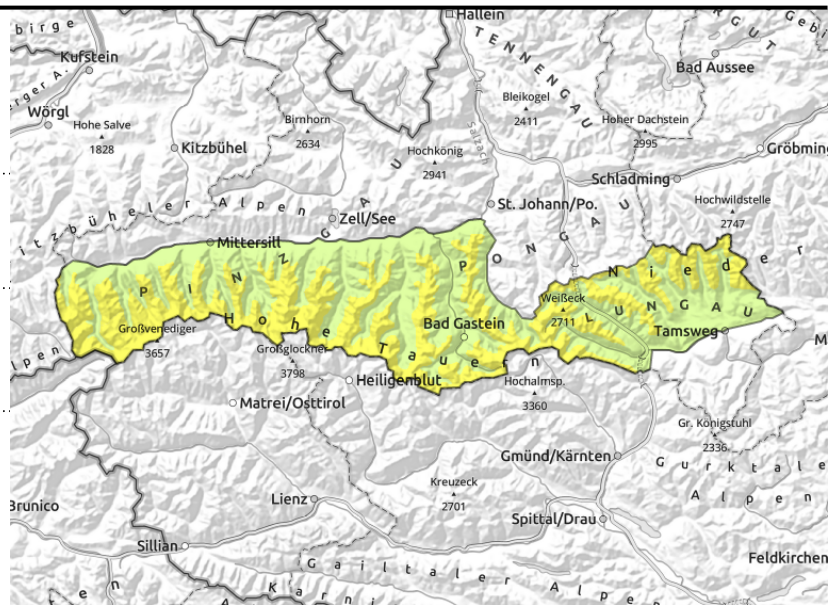 Hallein
Kufstein
TENNENGAU
Bad Aussee
Wörgl
Hohe Salve
1828
Birnhorn
2634
Bleikogel
2411
Hoher Dachstein
2995
Salzach
Kitzbühel
Hochkönig
2941
Gröbming
Schladming
Hochwildstelle
2747
itzbüheler Alpen
Zell/See
St. Johann/Po.
Mittersill
PINZGAU
PONGAU
Nieder
LUNGAU
Weißeck
2711
Großvenediger
3657
Hohe Tauern
Bad Gastein
Tamsweg
Großglockner
3798
Heiligenblut
Hochalmsp.
3360
Matrei/Osttirol
Gr. Königstuhl
2336
Gmünd/Kärnten
Gurktaler
Alpen
Kreuzeck
2701
Brunico
Lienz
Spittal/Drau
Sillian
Feldkirchen
Gailtaler Alpen
Karni